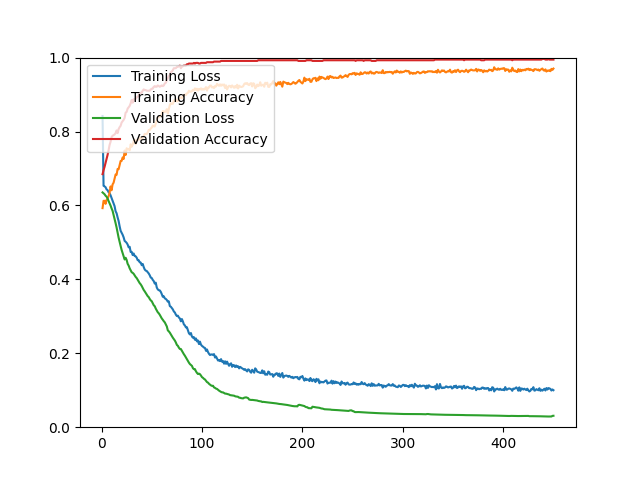 1.0
0.8
0.6
0.4
0.2
0.0
Training Loss
Training Accuracy
Validation Loss
Validation Accuracy
0 100 200 300 400